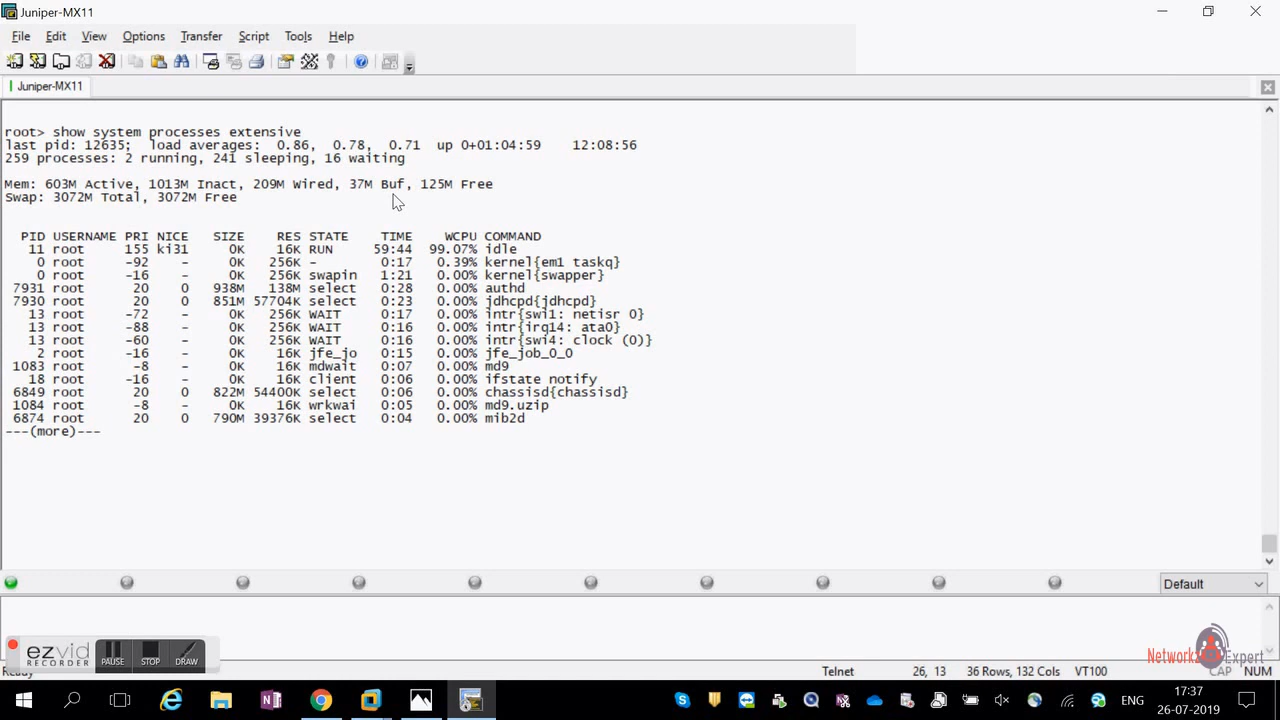 Juniper-MX11
File Edit View Options Transfer Script Tools Help
Juniper-MX11
root> show system processes extensive
last pid: 12635;  load averages:  0.86,  0.78,  0.71  up 0+01:04:59    12:08:56
259 processes: 2 running, 241 sleeping, 16 waiting
Mem: 603M Active, 1013M Inact, 209M Wired, 37M Buf, 125M Free
Swap: 3072M Total, 3072M Free
PID USERNAME PRI NICE SIZE RES STATE TIME WCPU COMMAND
11 root 155 ki31 0K 16K RUN 59:44 99.07% idle
0 root -92 - 0K 256K - 0:17 0.39% kernel{em1 taskq}
0 root -16 - 0K 256K swapin 1:21 0.00% kernel{swapper}
7931 root 20 0 938M 138M select 0:28 0.00% authd
7930 root 20 0 851M 57704K select 0:23 0.00% jdhcpd{jdhcpd}
13 root -72 - 0K 256K WAIT 0:17 0.00% intr{swi1: netisr 0}
13 root -88 - 0K 256K WAIT 0:16 0.00% intr{irq14: ata0}
13 root -60 - 0K 256K WAIT 0:16 0.00% intr{swi4: clock (0)}
2 root -16 - 0K 16K jfe_jo 0:15 0.00% jfe_job_0_0
1083 root -8 - 0K 16K mdwait 0:07 0.00% md9
18 root -16 - 0K 16K client 0:06 0.00% ifstate notify
6849 root 20 0 822M 54400K select 0:06 0.00% chassisd{chassisd}
1084 root -8 - 0K 16K wrkwai 0:05 0.00% md9.uzip
6874 root 20 0 790M 39376K select 0:04 0.00% mib2d
---(more)---
Default
ezvid
RECORDER
PAUSE STOP DRAW
Telnet 26, 13 36 Rows, 132 Cols VT100 CAP NUM
ENG
17:37
26-07-2019